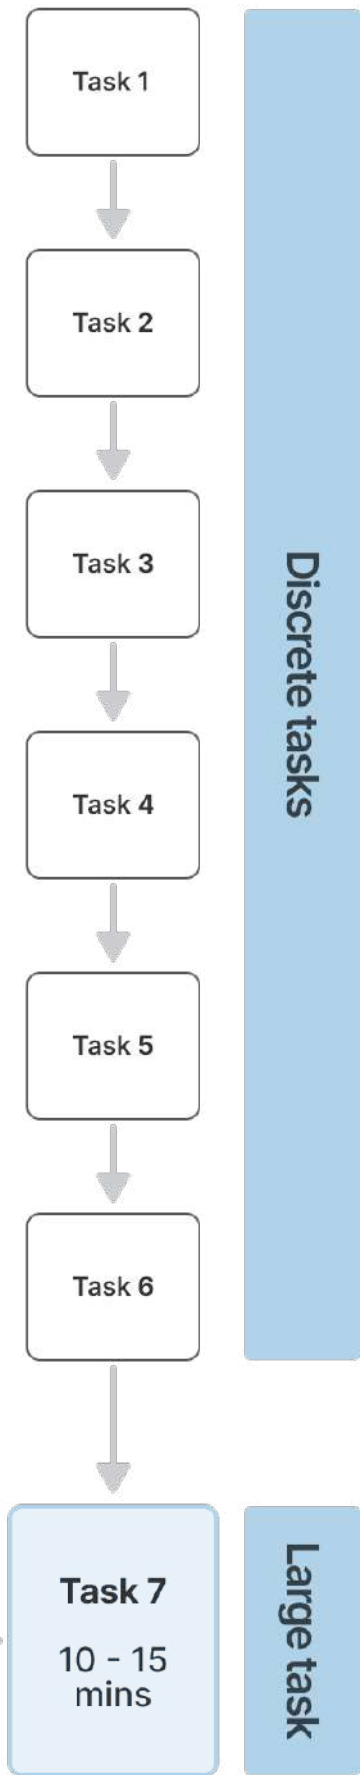 Task 1
Task 2
Task 3
Task 4
Task 5
Task 6
Discrete tasks
Task 7
10 - 15
mins
Large task